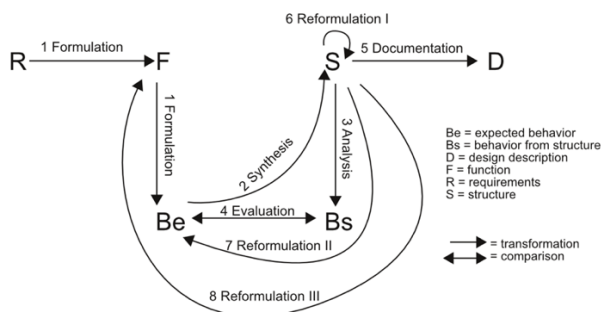 6 Reformulation I
1 Formulation
5 Documentation
R
F
S
D
1 Formulation
2 Synthesis
3 Analysis
Be = expected behavior
Bs = behavior from structure
D = design description
F = function
R = requirements
S = structure
Be
4 Evaluation
Bs
7 Reformulation II
= transformation
= comparison
8 Reformulation III